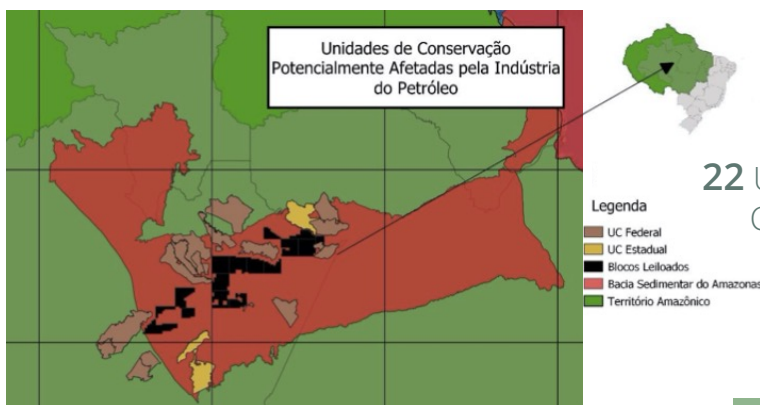 Unidades de Conservação
Potencialmente Afetadas pela Indústria
do Petróleo
22
Legenda
UC Federal
UC Estadual
Blocos Leiloados
Bacia Sedimentar do Amazonas
Território Amazônico